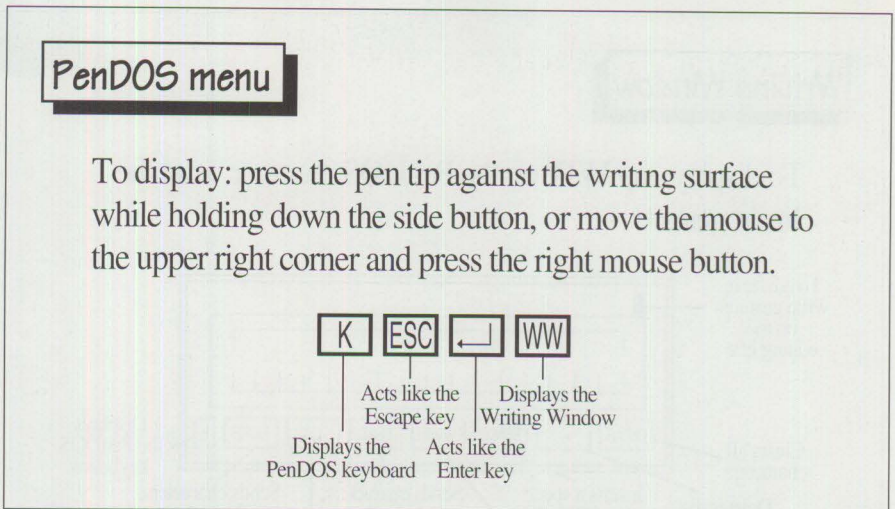 PenDOS menu
To display: press the pen tip against the writing surface
while holding down the side button, or move the mouse to
the upper right corner and press the right mouse button.
K ESC WW
Acts like the Displays the
Escape key Writing Window
Displays the Acts like the
PenDOS keyboard Enter key